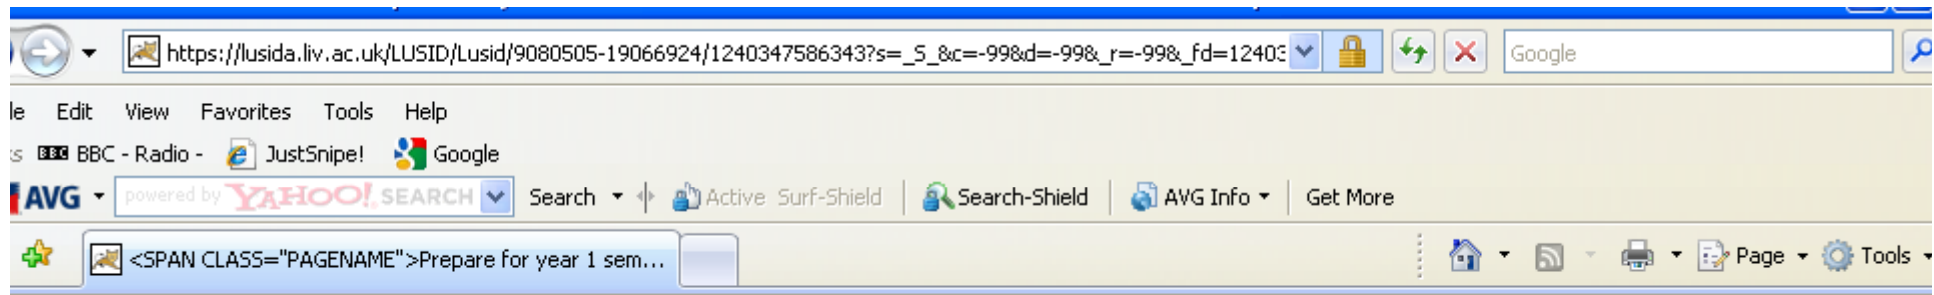 https://lusida.liv.ac.uk/LUSID/Lusid/9080505-19066924/1240347586343?s=_S_&c=-99&d=-99&_r=-99&_fd=12403 Google
le Edit View Favorites Tools Help
ks BBC BBC - Radio - JustSnipe! Google
AVG powered by YAHOO! SEARCH Search Active Surf-Shield Search-Shield AVG Info Get More
<SPAN CLASS="PAGENAME">Prepare for year 1 sem... Page Tools